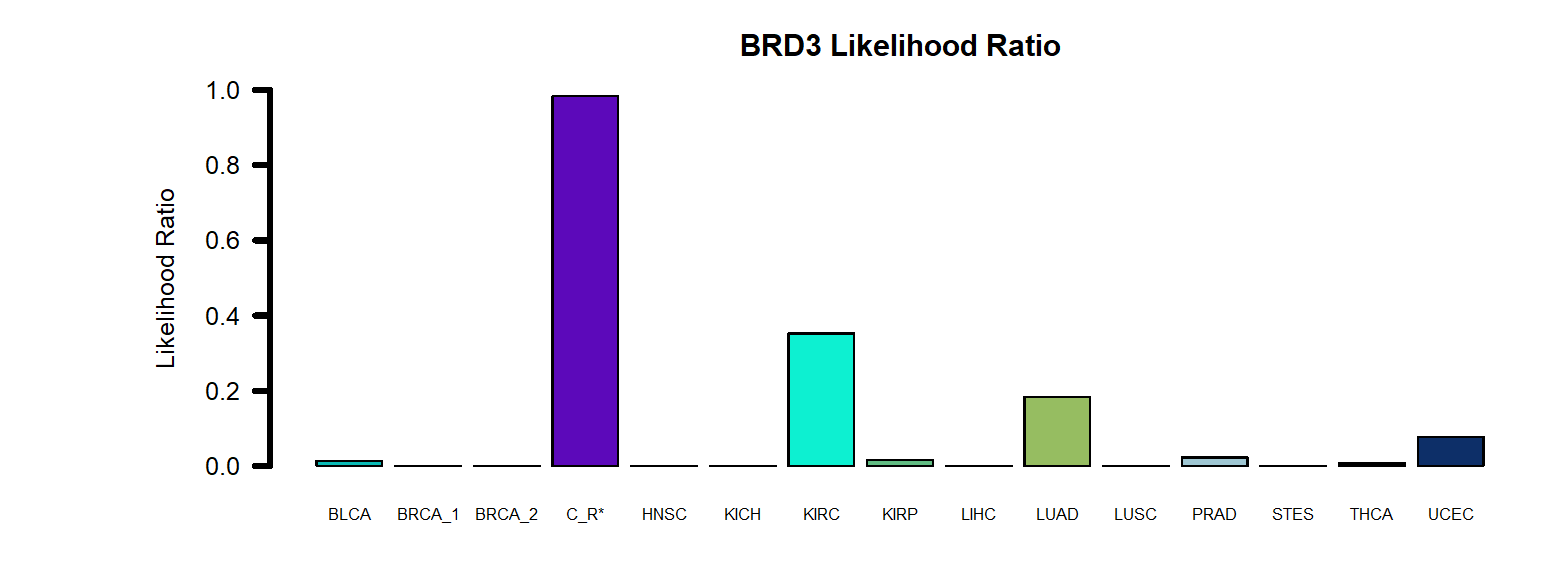 BRD3 Likelihood Ratio
Likelihood Ratio
1.0
0.8
0.6
0.4
0.2
0.0
BLCA BRCA_1 BRCA_2 C_R* HNSC KICH KIRC KIRP LIHC LUAD LUSC PRAD STES THCA UCEC